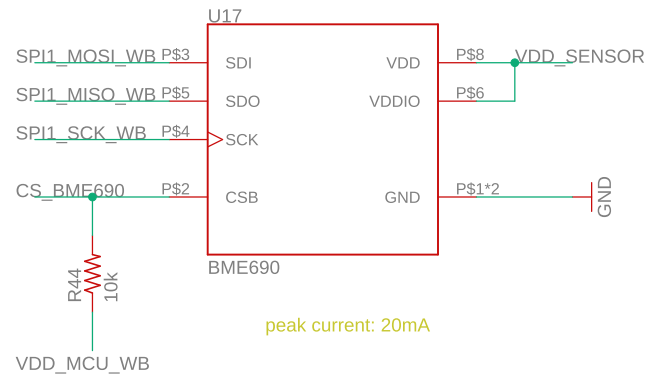 U17
SPI1_MOSI_WB P$3 SDI VDD P$8 VDD_SENSOR
SPI1_MISO_WB P$5 SDO VDDIO P$6
SPI1_SCK_WB P$4 SCK
CS_BME690 P$2 CSB GND P$1*2 GND
BME690
R44 10k
peak current: 20mA
VDD_MCU_WB